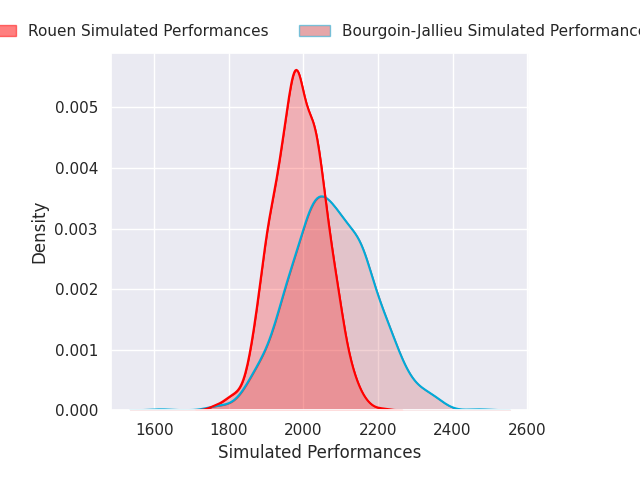 Rouen Simulated Performances
Bourgoin-Jallieu Simulated Performance
0.005
0.004
0.003
0.002
0.001
0.000
Density
1600 1800 2000 2200 2400 2600
Simulated Performances